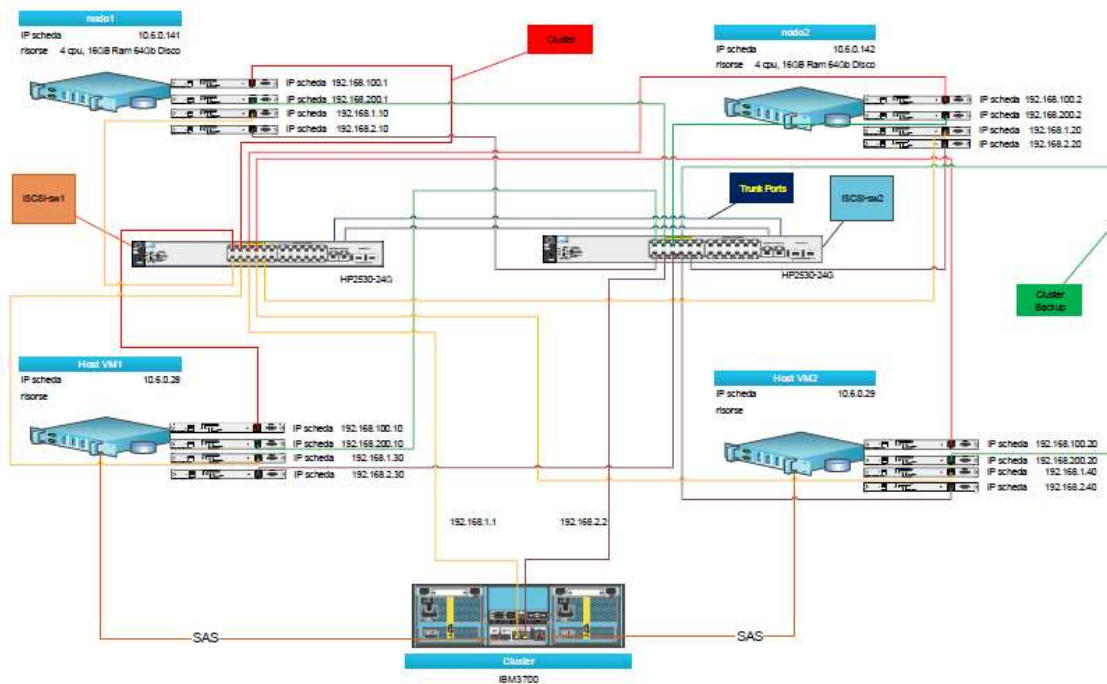 nodo1
IP scheda 10.6.0.141
risorse 4 cpu, 16GB Ram 64Gb Disco
IP scheda 192.168.100.1
IP scheda 192.168.200.1
IP scheda 192.168.1.10
IP scheda 192.168.2.10
Cluster
nodo2
IP scheda 10.6.0.142
risorse 4 cpu, 16GB Ram 64Gb Disco
IP scheda 192.168.100.2
IP scheda 192.168.200.2
IP scheda 192.168.1.20
IP scheda 192.168.2.20
ISCSI-sw1
Trunk Ports
ISCSI-sw2
HP2530-24G
HP2530-24G
Cluster
Backup
Host VM1
IP scheda 10.6.0.28
risorse
IP scheda 192.168.100.10
IP scheda 192.168.200.10
IP scheda 192.168.1.30
IP scheda 192.168.2.30
Host VM2
IP scheda 10.6.0.29
risorse
IP scheda 192.168.100.20
IP scheda 192.168.200.20
IP scheda 192.168.1.40
IP scheda 192.168.2.40
192.168.1.1
192.168.2.2
SAS
SAS
Cluster
IBM3700